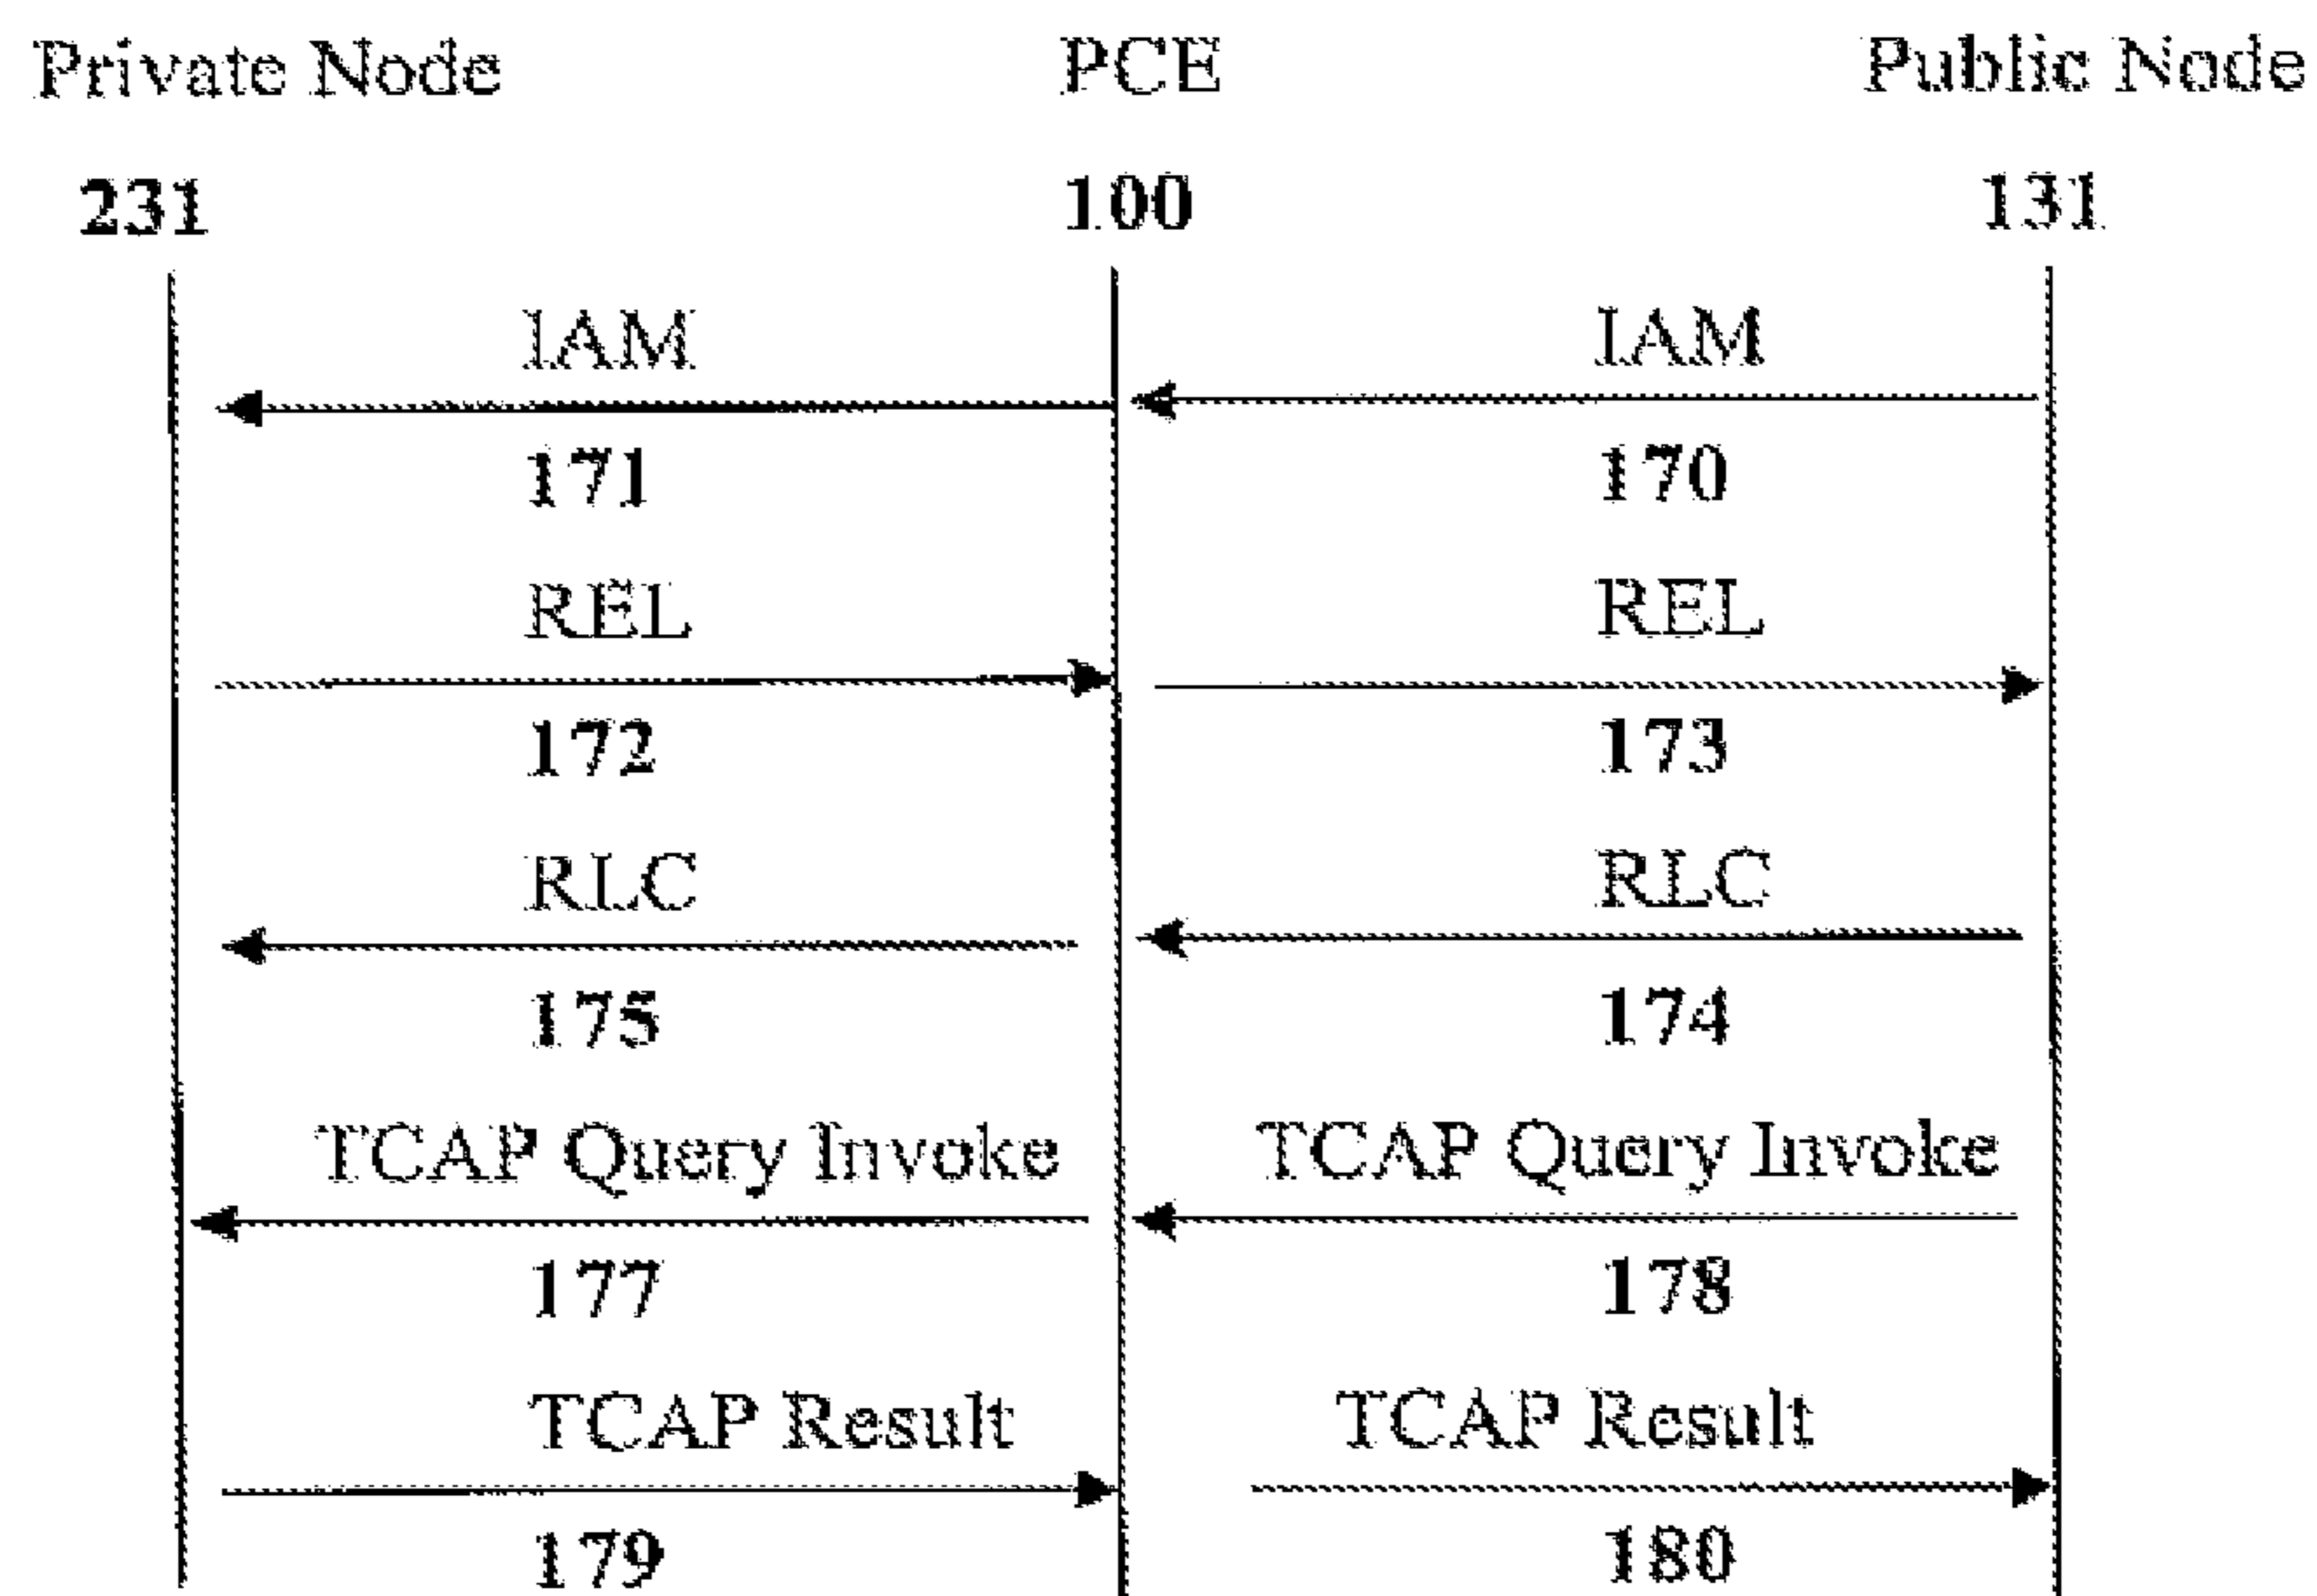 Private Node PCE Public Node
231 100 131
IAM IAM
171 170
REL REL
172 173
RLC RLC
175 174
TCAP Query Invoke TCAP Query Invoke
177 178
TCAP Result TCAP Result
179 180